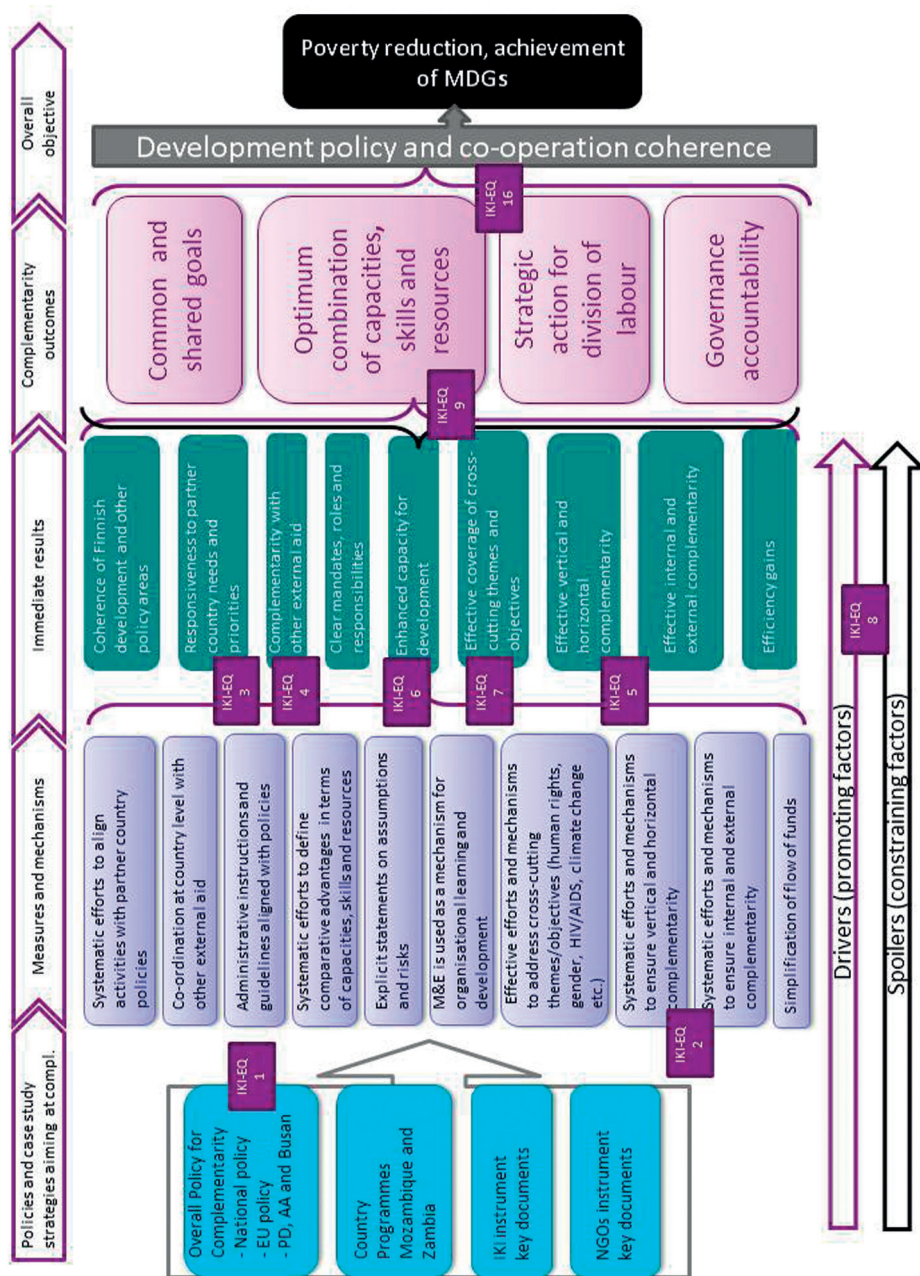 Policies and case study
strategies aiming at compl.
Measures and mechanisms
Immediate results
Complementarity
outcomes
Overall
objective
Overall Policy for
Complementarity
- National policy
- EU policy
- PD, AA and Busan
IKI-EQ
1
Country
Programmes
Mozambique and
Zambia
IKI instrument
key documents
NGOs instrument
key documents
Systematic efforts to align
activities with partner country
policies
Co-ordination at country level with
other external aid
Administrative instructions and
guidelines aligned with policies
Systematic efforts to define
comparative advantages in terms
of capacities, skills and resources
Explicit statements on assumptions
and risks
M&E is used as a mechanism for
organisational learning and
development
Effective efforts and mechanisms
to address cross-cutting
themes/objectives (human rights,
gender, HIV/AIDS, climate change
etc.)
Systematic efforts and mechanisms
to ensure vertical and horizontal
complementarity
IKI-EQ
2
Systematic efforts and mechanisms
to ensure internal and external
complementarity
Simplification of flow of funds
IKI-EQ
3
IKI-EQ
4
IKI-EQ
6
IKI-EQ
7
IKI-EQ
5
Coherence of Finnish
development and other
policy areas
Responsiveness to partner
country needs and
priorities
Complementarity with
other external aid
Clear mandates, roles and
responsibilities
Enhanced capacity for
development
Effective coverage of cross-
cutting themes and
objectives
Effective vertical and
horizontal
complementarity
Effective internal and
external complementarity
Efficiency gains
IKI-EQ
9
Common and
shared goals
Optimum
combination
of capacities,
skills and
resources
Strategic
action for
division of
labour
Governance
accountability
IKI-EQ
16
Development policy and co-operation coherence
Poverty reduction, achievement
of MDGs
Drivers (promoting factors)
IKI-EQ
8
Spoilers (constraining factors)